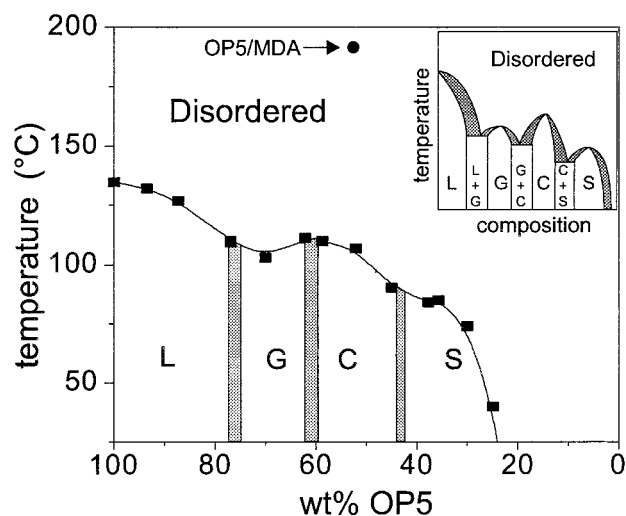 200
OP5/MDA
Disordered
150
100
50
temperature (°C)
L
G
C
S
100
80
60
40
20
0
wt% OP5
Disordered
temperature
L
L
+
G
G
G
+
C
C
C
+
S
S
composition